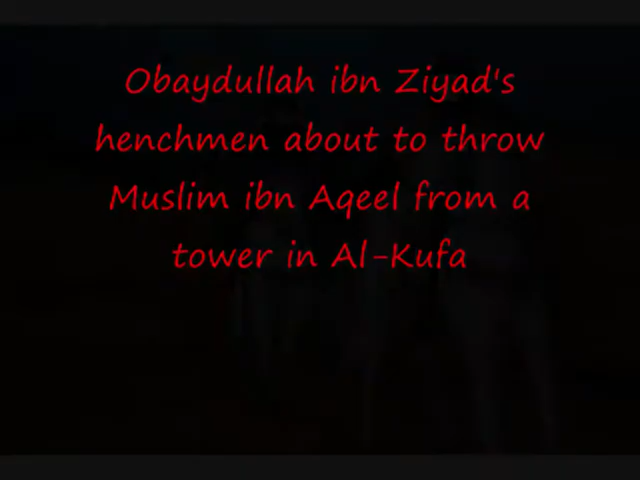 Obaydullah ibn Ziyad's
henchmen about to throw
Muslim ibn Aqeel from a
tower in Al-Kufa